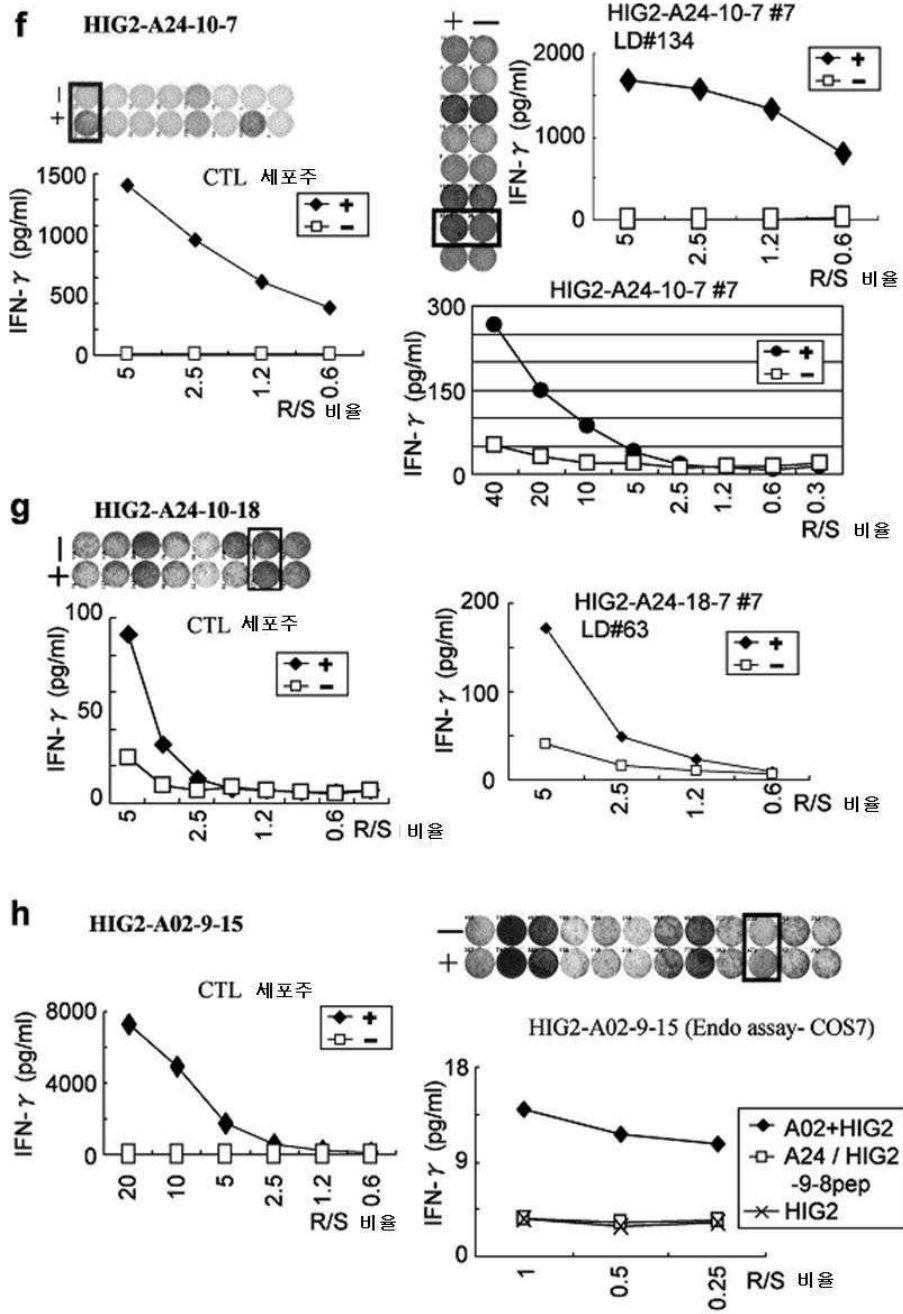 f
HIG2-A24-10-7
−
+
CTL 세포주
IFN-γ (pg/ml)
1500
1000
500
0
+
−
5
2.5
1.2
0.6
R/S 비율
+ −
HIG2-A24-10-7 #7
LD#134
IFN-γ (pg/ml)
2000
1000
0
+
−
5
2.5
1.2
0.6
R/S 비율
HIG2-A24-10-7 #7
IFN-γ (pg/ml)
300
150
0
+
−
40
20
10
5
2.5
1.2
0.6
0.3
R/S 비율
g
HIG2-A24-10-18
−
+
CTL 세포주
IFN-γ (pg/ml)
100
50
0
+
−
5
2.5
1.2
0.6
R/S 비율
HIG2-A24-18-7 #7
LD#63
IFN-γ (pg/ml)
200
100
0
+
−
5
2.5
1.2
0.6
R/S 비율
h
HIG2-A02-9-15
CTL 세포주
IFN-γ (pg/ml)
8000
4000
0
+
−
20
10
5
2.5
1.2
0.6
R/S 비율
−
+
HIG2-A02-9-15 (Endo assay- COS7)
IFN-γ (pg/ml)
18
9
0
A02+HIG2
A24 / HIG2
-9-8pep
HIG2
1
0.5
0.25
R/S 비율